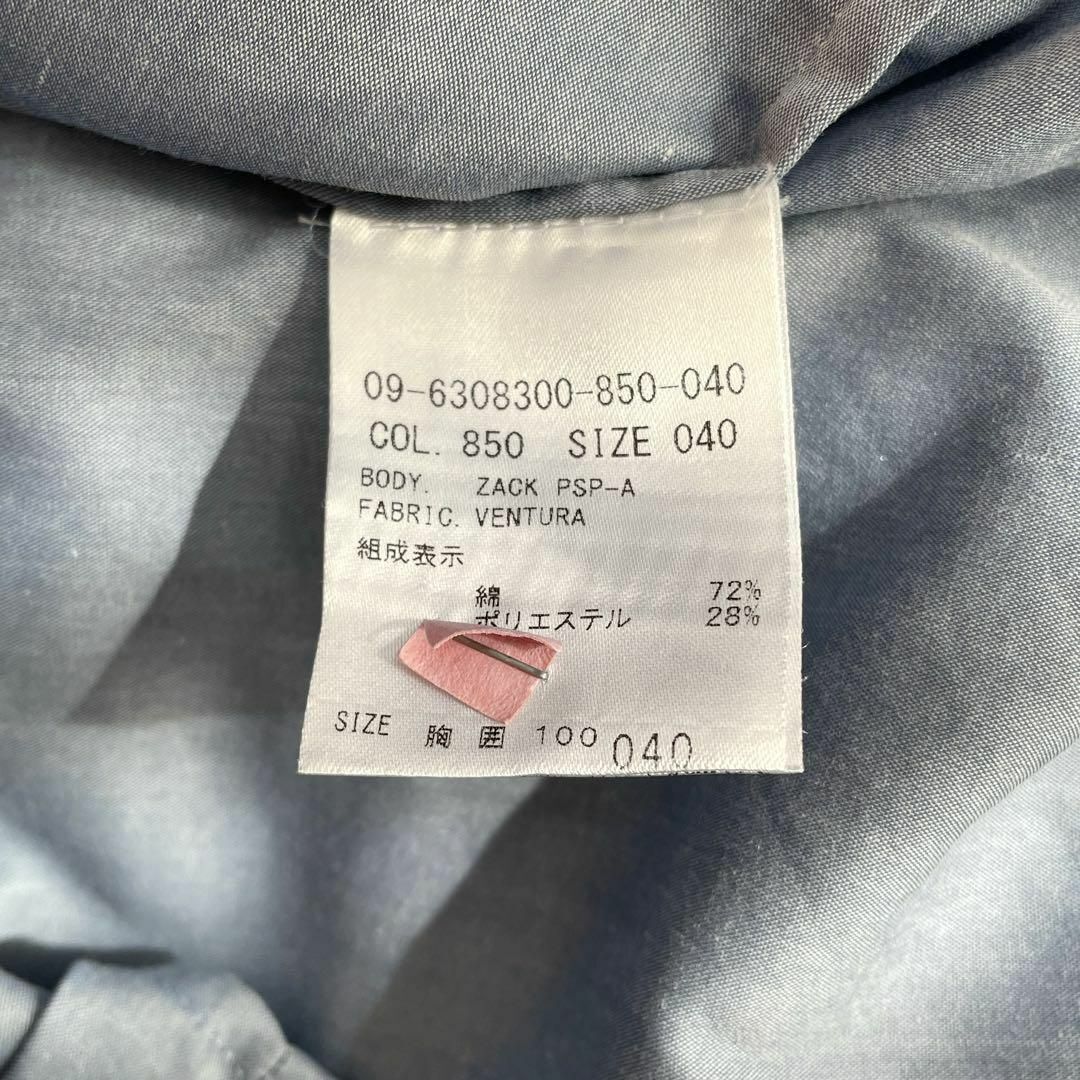 09-6308300-850-040
COL. 850 SIZE 040
BODY. ZACK PSP-A
FABRIC. VENTURA
組成表示
綿 72%
ポリエステル 28%
SIZE 胸囲 100 040